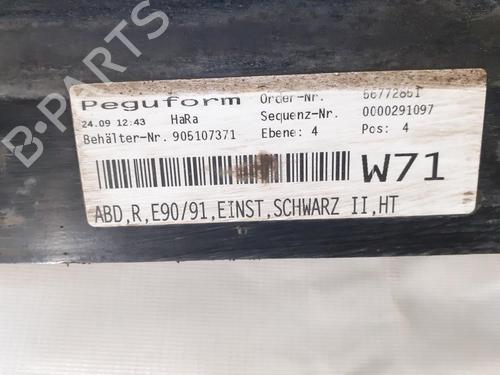 B-PARTS
Peguform Order-Nr. 56772651
24.09 12:43 HaRa Sequenz-Nr. 0000291097
Behälter-Nr. 905107371 Ebene: 4 Pos: 4
W71
ABD,R,E90/91,EINST,SCHWARZ II,HT